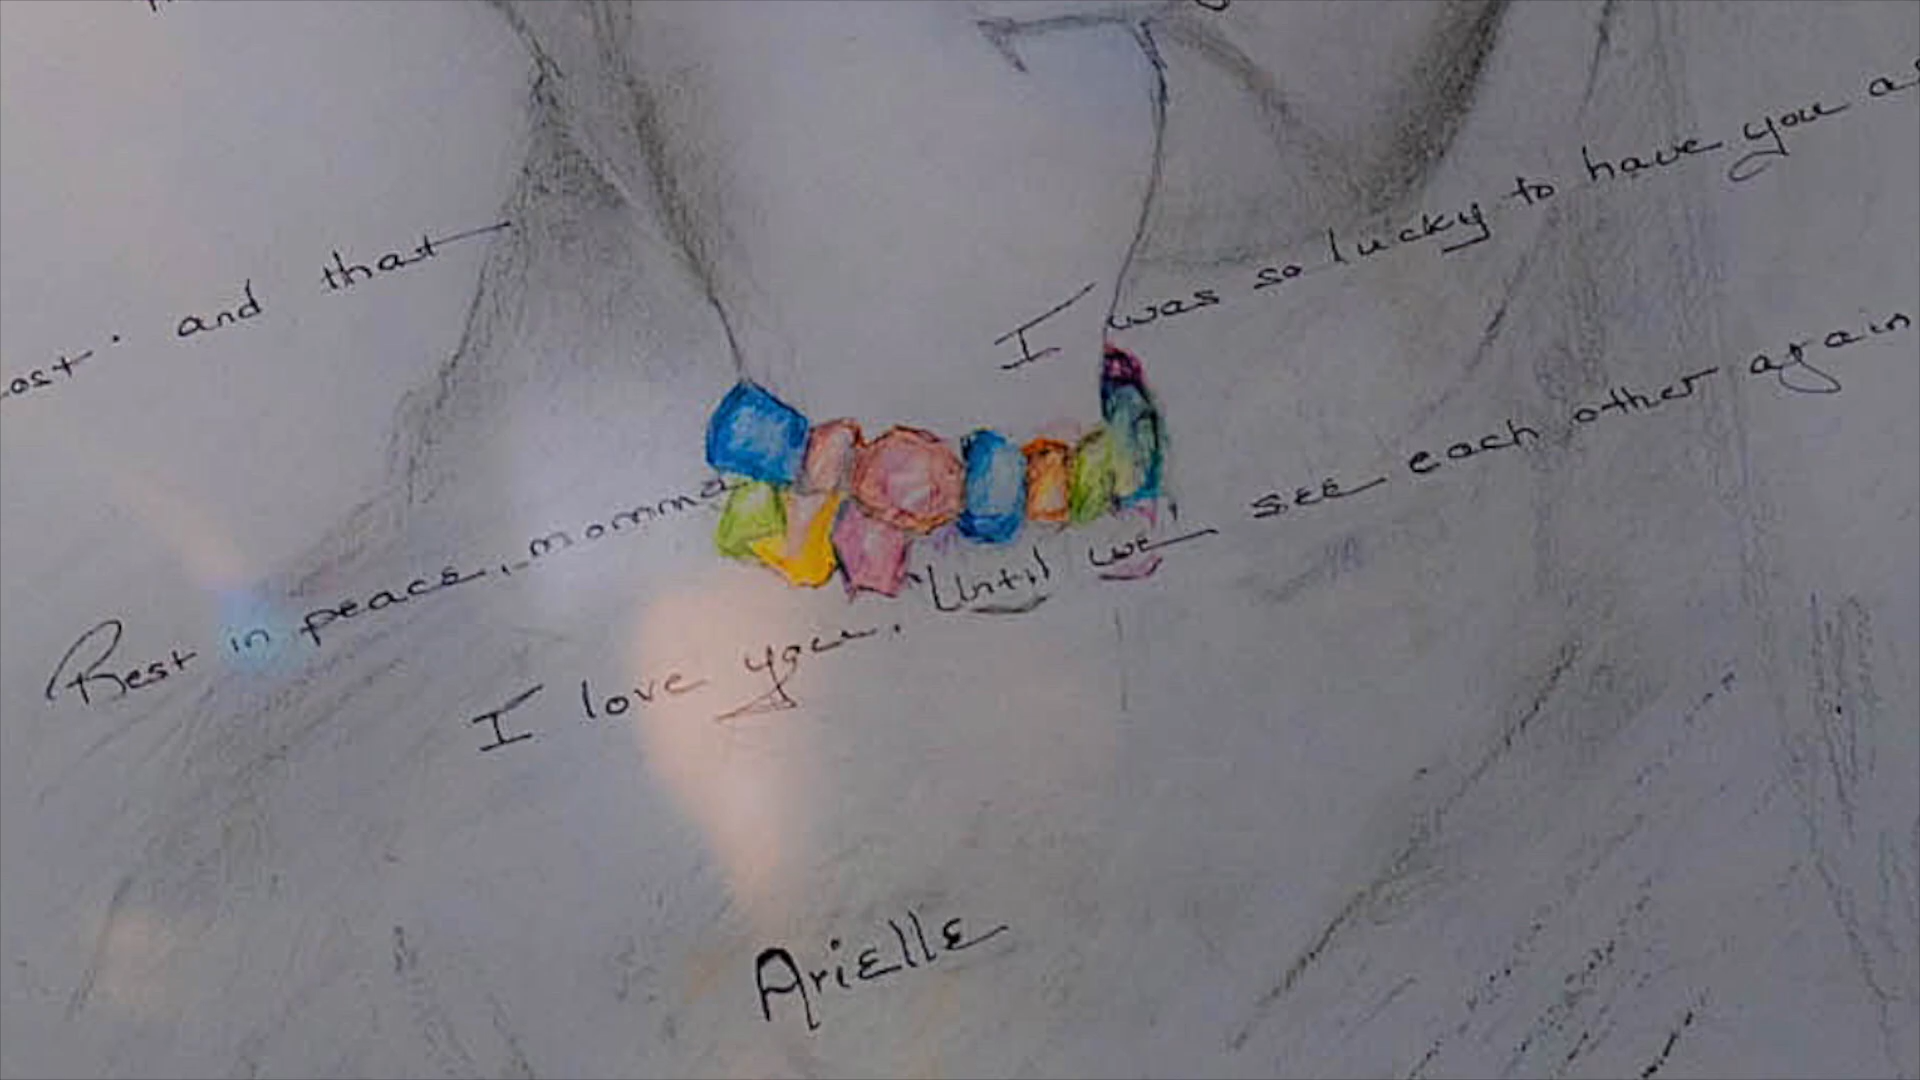 and that
I was so lucky to have you as
Rest in peace, momma
I love you. "Until we" see each other again
Arielle